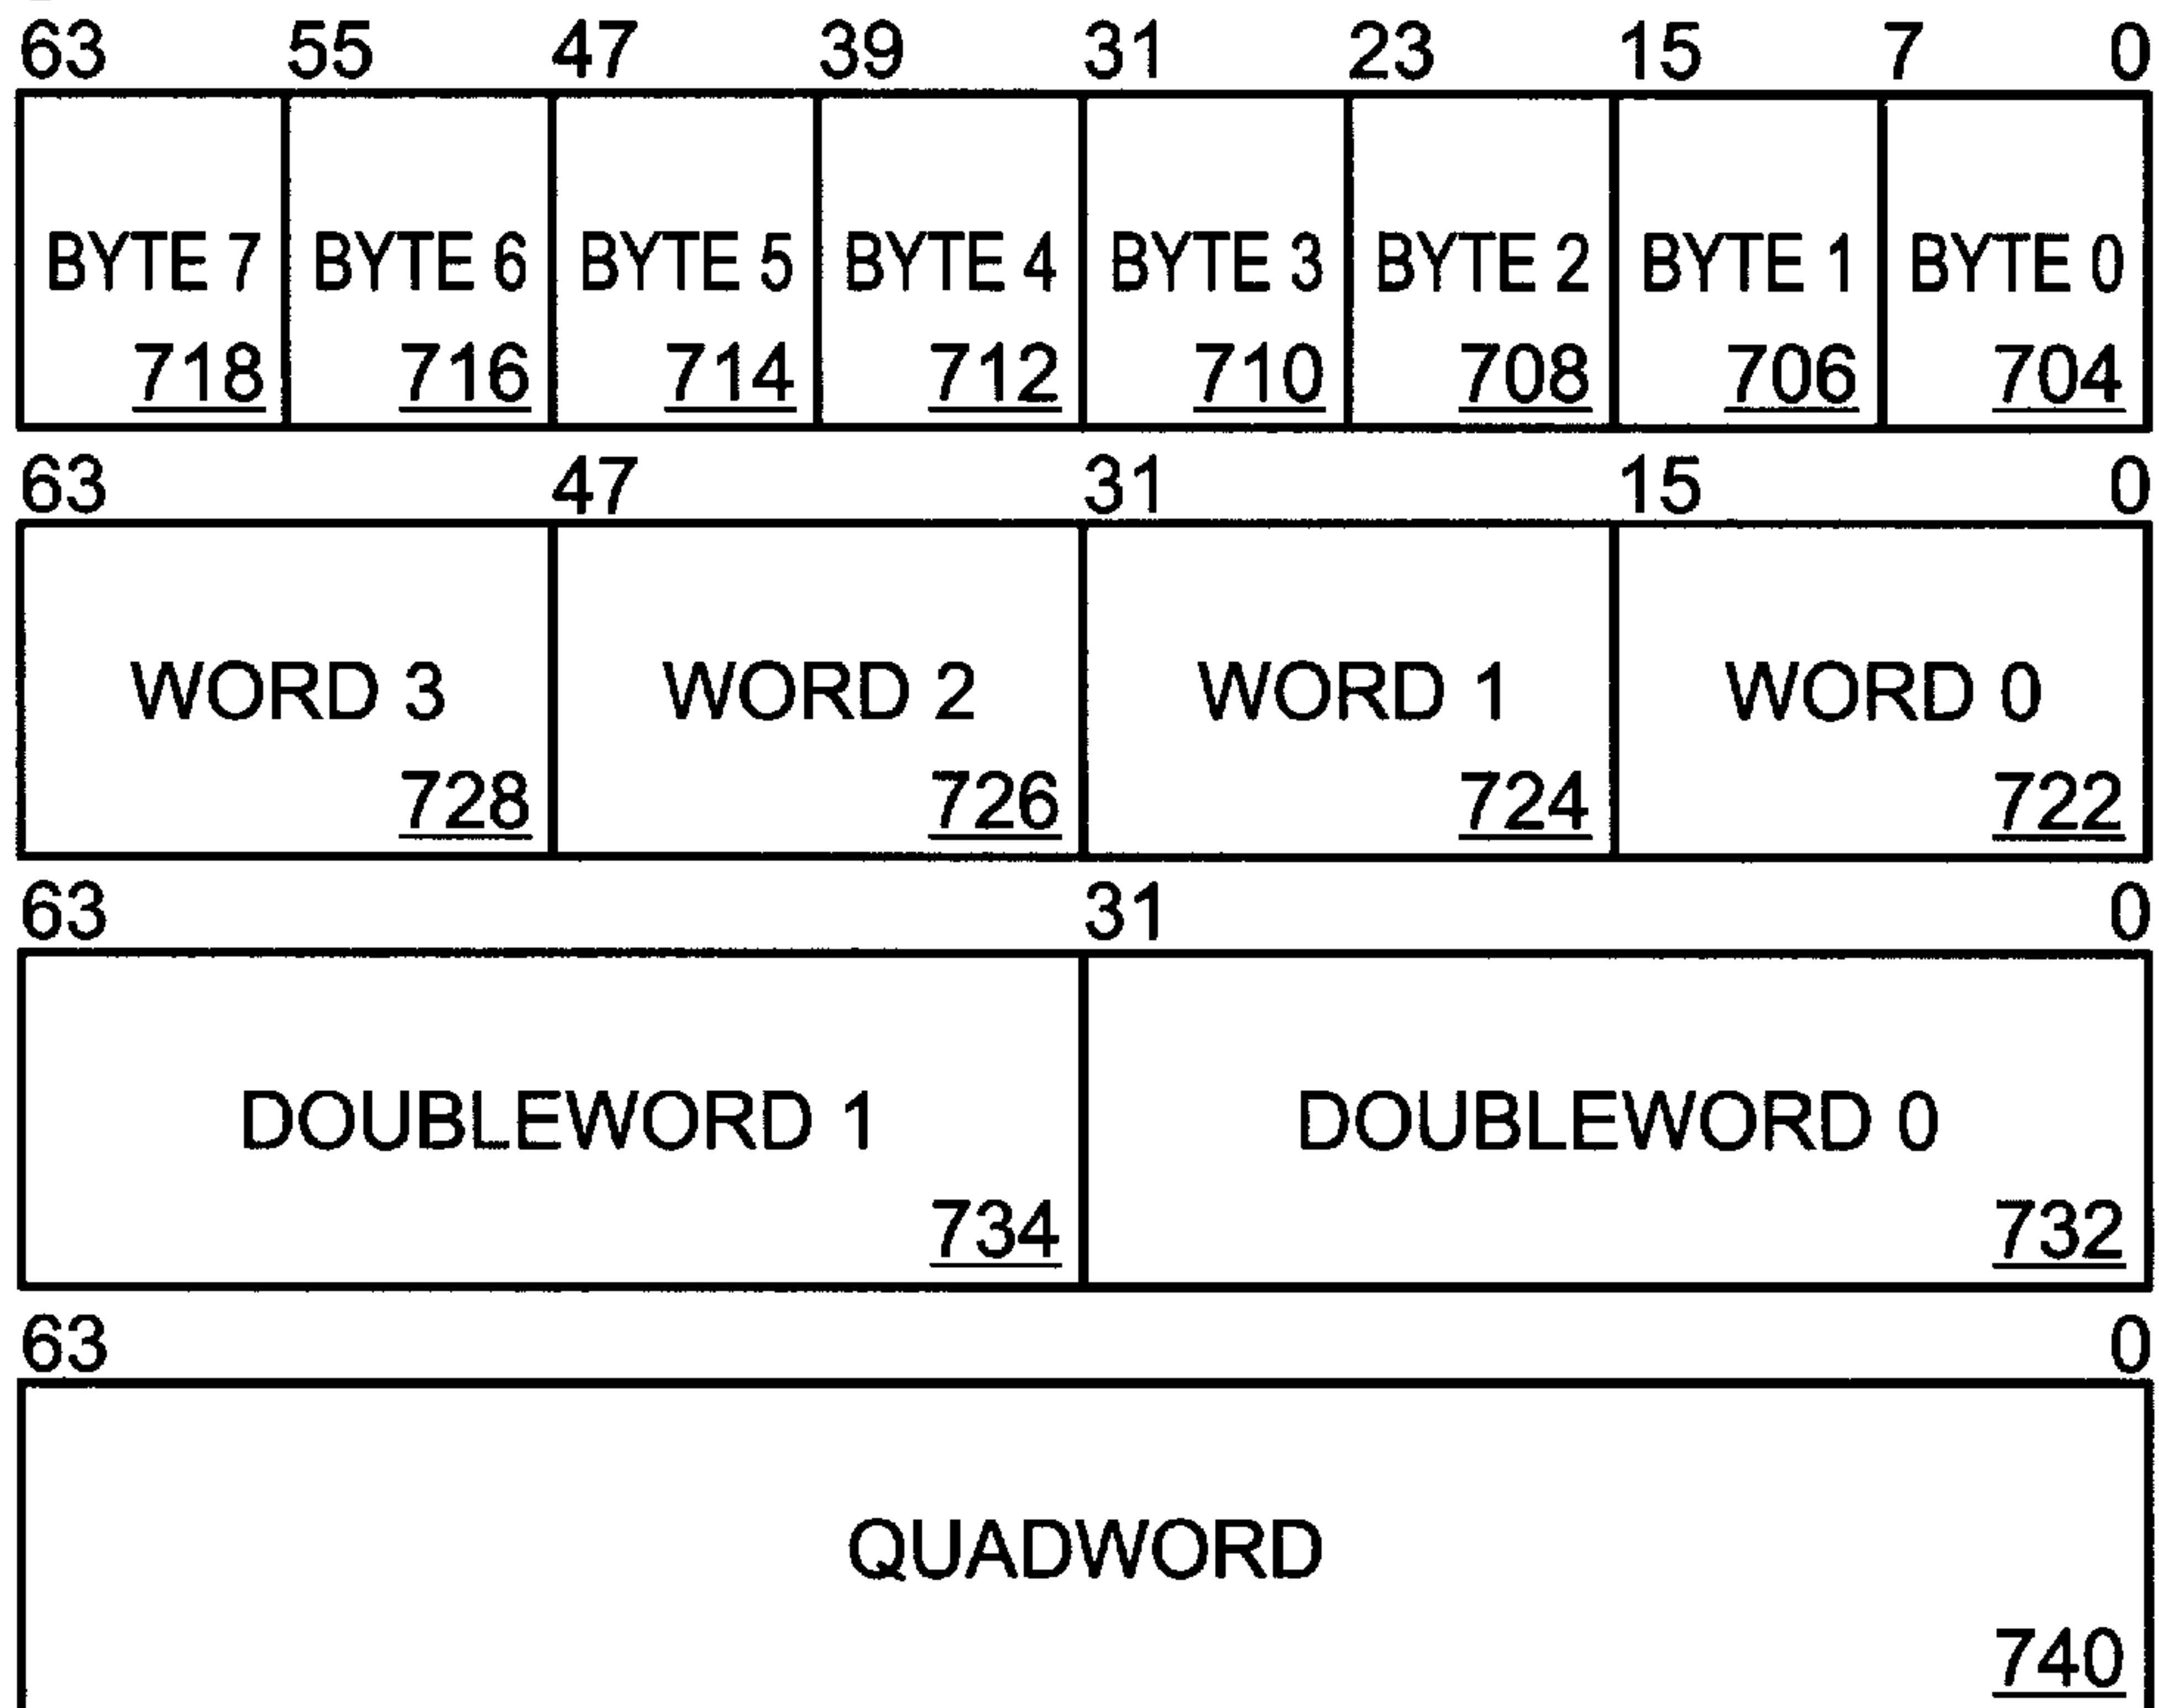 63 55 47 39 31 23 15 7 0
BYTE 7 BYTE 6 BYTE 5 BYTE 4 BYTE 3 BYTE 2 BYTE 1 BYTE 0
718 716 714 712 710 708 706 704
63 47 31 15 0
WORD 3 WORD 2 WORD 1 WORD 0
728 726 724 722
63 31 0
DOUBLEWORD 1 DOUBLEWORD 0
734 732
63 0
QUADWORD
740